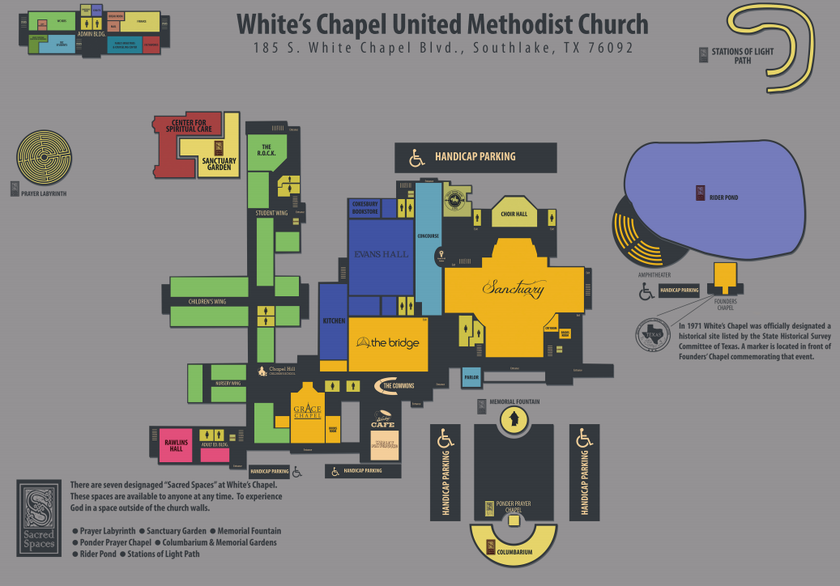 White's Chapel United Methodist Church
185 S. White Chapel Blvd., Southlake, TX 76092
ADMIN BLDG.
STATIONS OF LIGHT
PATH
CENTER FOR
SPIRITUAL CARE
SANCTUARY
GARDEN
THE
R.O.C.K.
HANDICAP PARKING
PRAYER LABYRINTH
STUDENT WING
COKESBURY
BOOKSTORE
CHOIR HALL
RIDER POND
CONCOURSE
EVANS HALL
Sanctuary
AMPHITHEATER
HANDICAP PARKING
FOUNDERS
CHAPEL
CHILDREN'S WING
KITCHEN
the bridge
In 1971 White's Chapel was officially designated a
historical site listed by the State Historical Survey
Committee of Texas. A marker is located in front of
Founders' Chapel commemorating that event.
Chapel Hill
PARLOR
NURSERY WING
THE COMMONS
GRACE
CHAPEL
CAFE
MEMORIAL FOUNTAIN
RAWLINS
HALL
HANDICAP PARKING
HANDICAP PARKING
HANDICAP PARKING
HANDICAP PARKING
There are seven designaged "Sacred Spaces" at White's Chapel.
These spaces are available to anyone at any time. To experience
God in a space outside of the church walls.
S
Sacred
Spaces
● Prayer Labyrinth ● Sanctuary Garden ● Memorial Fountain
● Ponder Prayer Chapel ● Columbarium & Memorial Gardens
● Rider Pond ● Stations of Light Path
PONDER PRAYER
CHAPEL
COLUMBARIUM